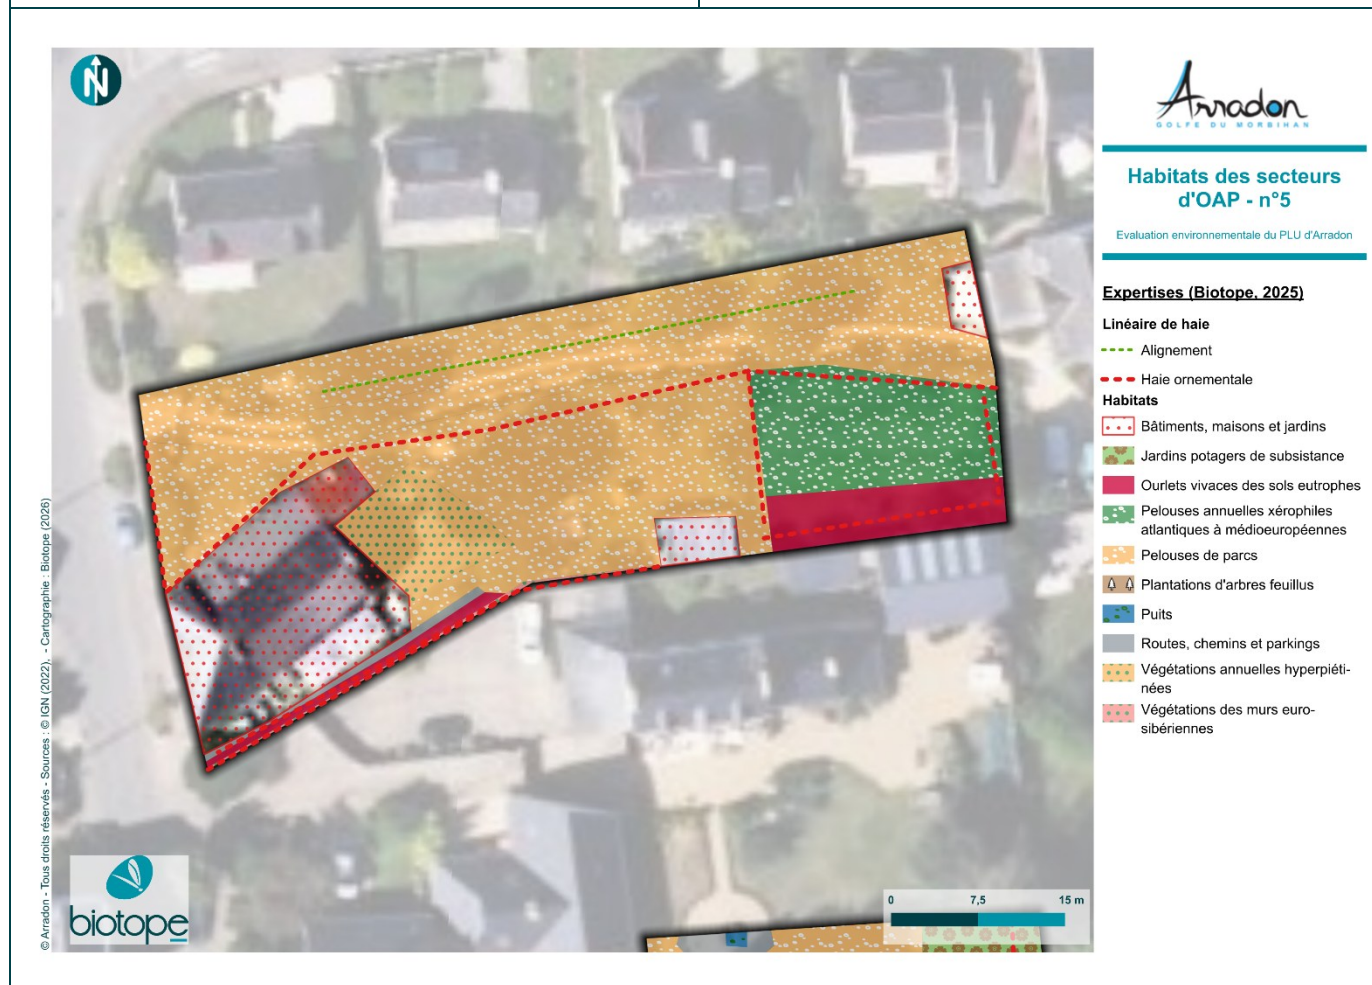 N
Arradon
GOLFE DU MORBIHAN
Habitats des secteurs
d'OAP - n°5
Evaluation environnementale du PLU d'Arradon
Expertises (Biotope, 2025)
Linéaire de haie
Alignement
Haie ornementale
Habitats
Bâtiments, maisons et jardins
Jardins potagers de subsistance
Ourlets vivaces des sols eutrophes
Pelouses annuelles xérophiles
atlantiques à médioeuropéennes
Pelouses de parcs
Plantations d'arbres feuillus
Puits
Routes, chemins et parkings
Végétations annuelles hyperpiéti-
nées
Végétations des murs euro-
sibériennes
© Arradon - Tous droits réservés - Sources : © IGN (2022), - Cartographie : Biotope (2026)
biotope
0 7,5 15 m